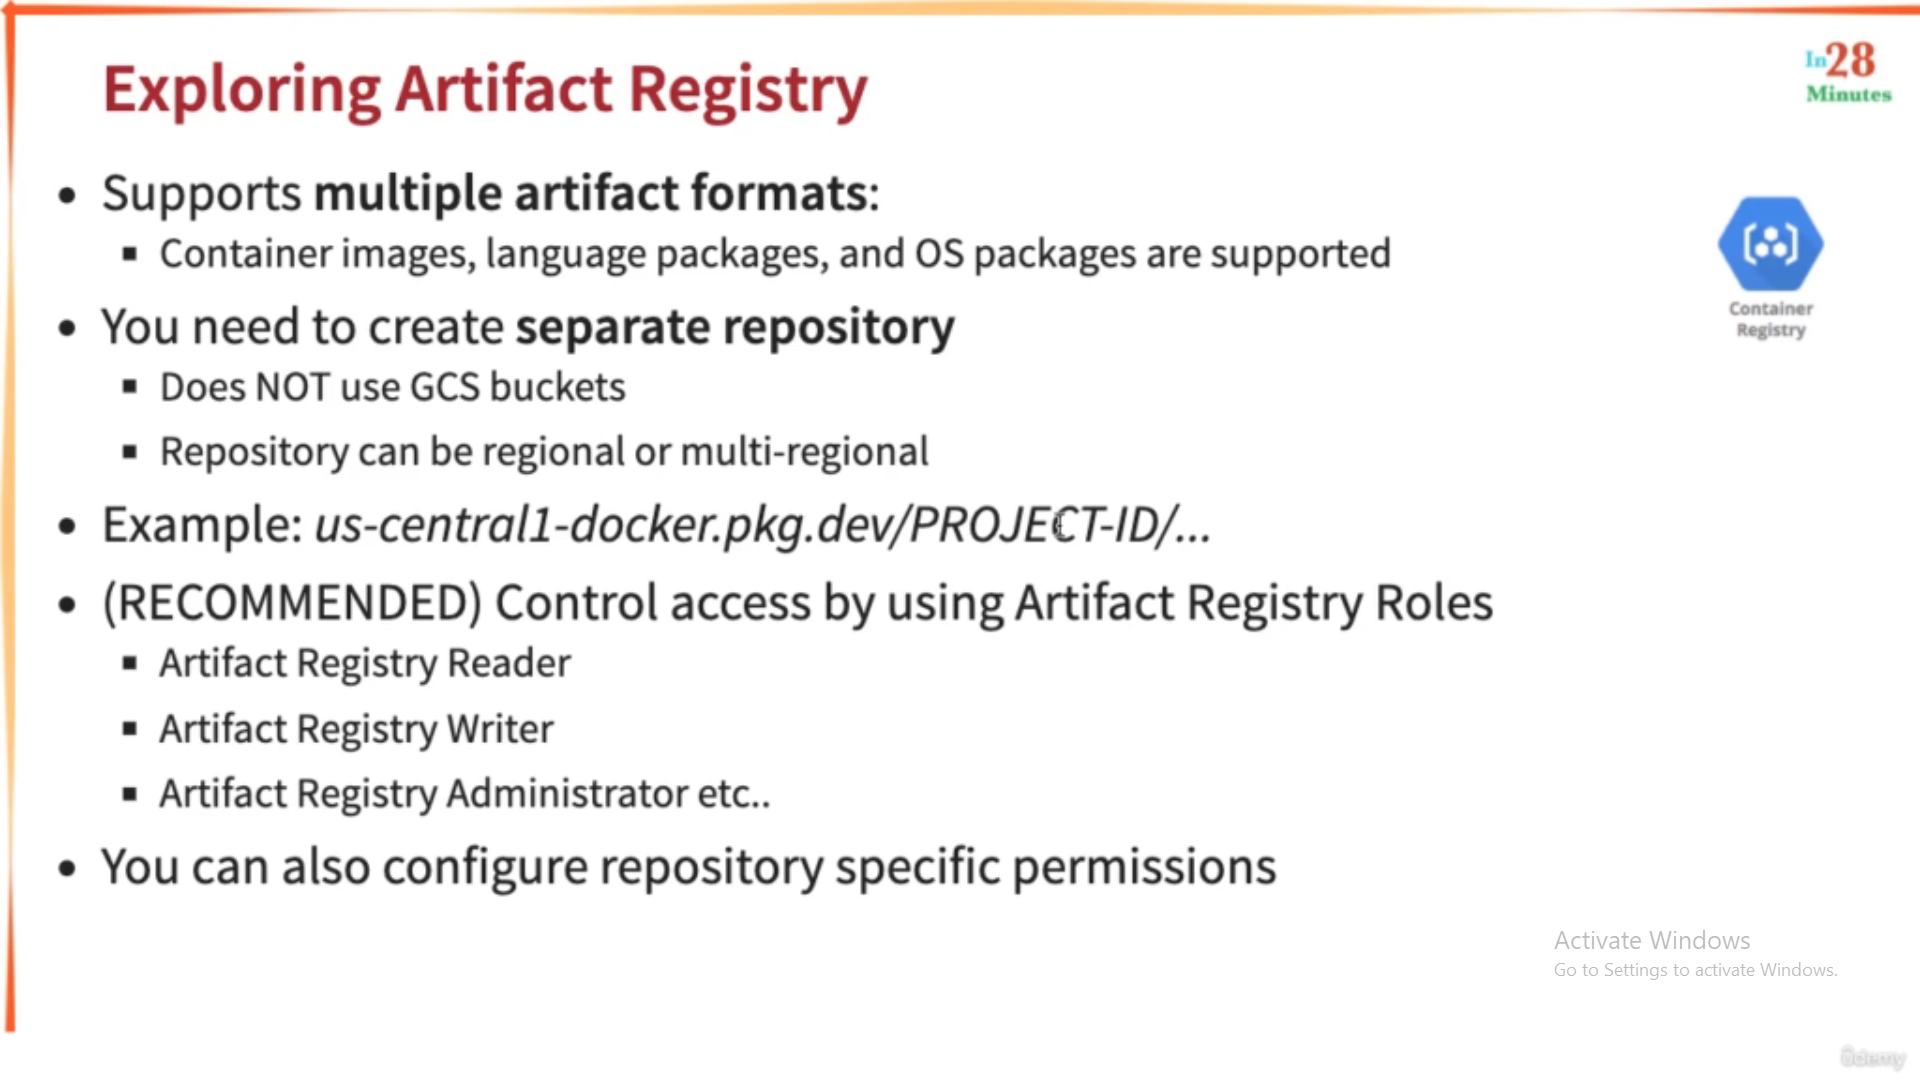 Exploring Artifact Registry
In28
Minutes
• Supports multiple artifact formats:
▪ Container images, language packages, and OS packages are supported
Container
Registry
• You need to create separate repository
▪ Does NOT use GCS buckets
▪ Repository can be regional or multi-regional
• Example: us-central1-docker.pkg.dev/PROJECT-ID/...
• (RECOMMENDED) Control access by using Artifact Registry Roles
▪ Artifact Registry Reader
▪ Artifact Registry Writer
▪ Artifact Registry Administrator etc..
• You can also configure repository specific permissions
Activate Windows
Go to Settings to activate Windows.
ûdemy